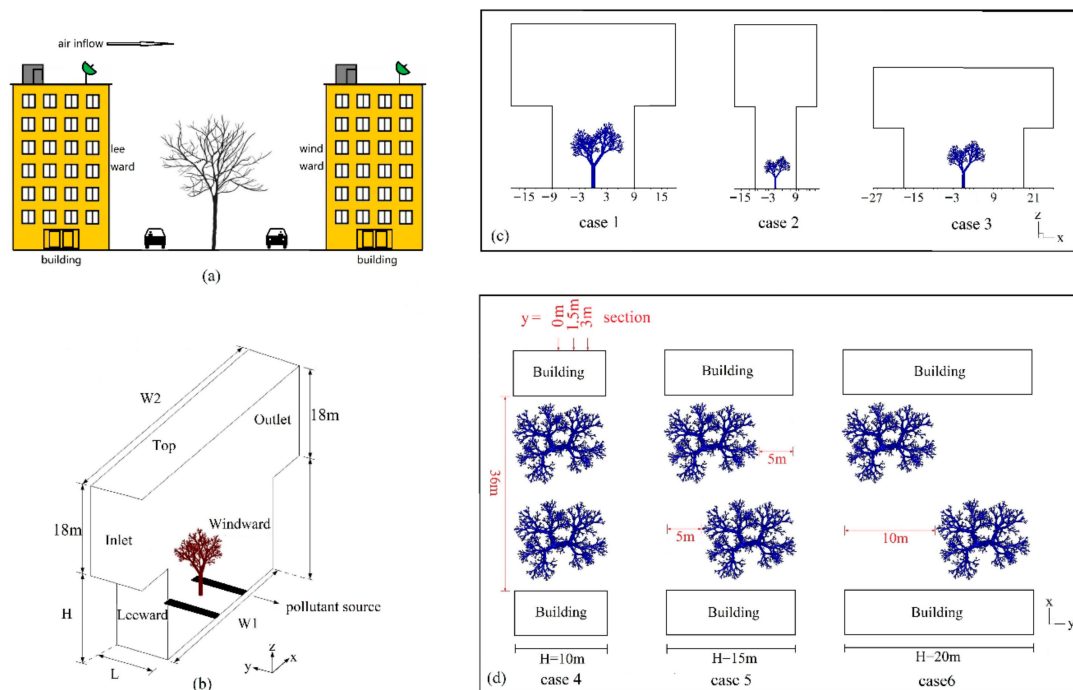 air inflow
lee
ward
wind
ward
building
building
(a)
−15 −9 −3 3 9 15
−15 −3 9
−27 −15 −3 9 21
case 1
case 2
case 3
(c)
z
x
W2
Top
Outlet
18m
18m
Inlet
Windward
H
Leeward
pollutant source
W1
L
z
y
x
(b)
y = 0m 1.5m 3m section
Building
Building
Building
36m
5m
5m
10m
Building
Building
Building
x
y
H=10m
H−15m
H−20m
(d)
case 4
case 5
case6